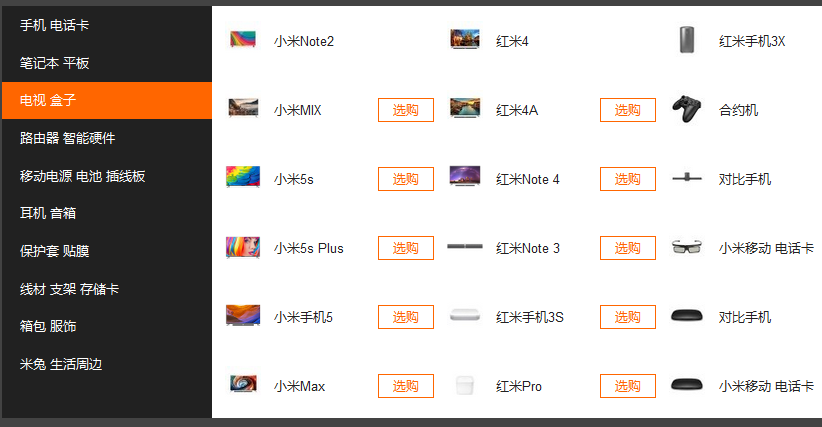 手机 电话卡
笔记本 平板
电视 盒子
路由器 智能硬件
移动电源 电池 插线板
耳机 音箱
保护套 贴膜
线材 支架 存储卡
箱包 服饰
米兔 生活周边
小米Note2 红米4 红米手机3X
小米MIX 选购 红米4A 选购 合约机
小米5s 选购 红米Note 4 选购 对比手机
小米5s Plus 选购 红米Note 3 选购 小米移动 电话卡
小米手机5 选购 红米手机3S 选购 对比手机
小米Max 选购 红米Pro 选购 小米移动 电话卡